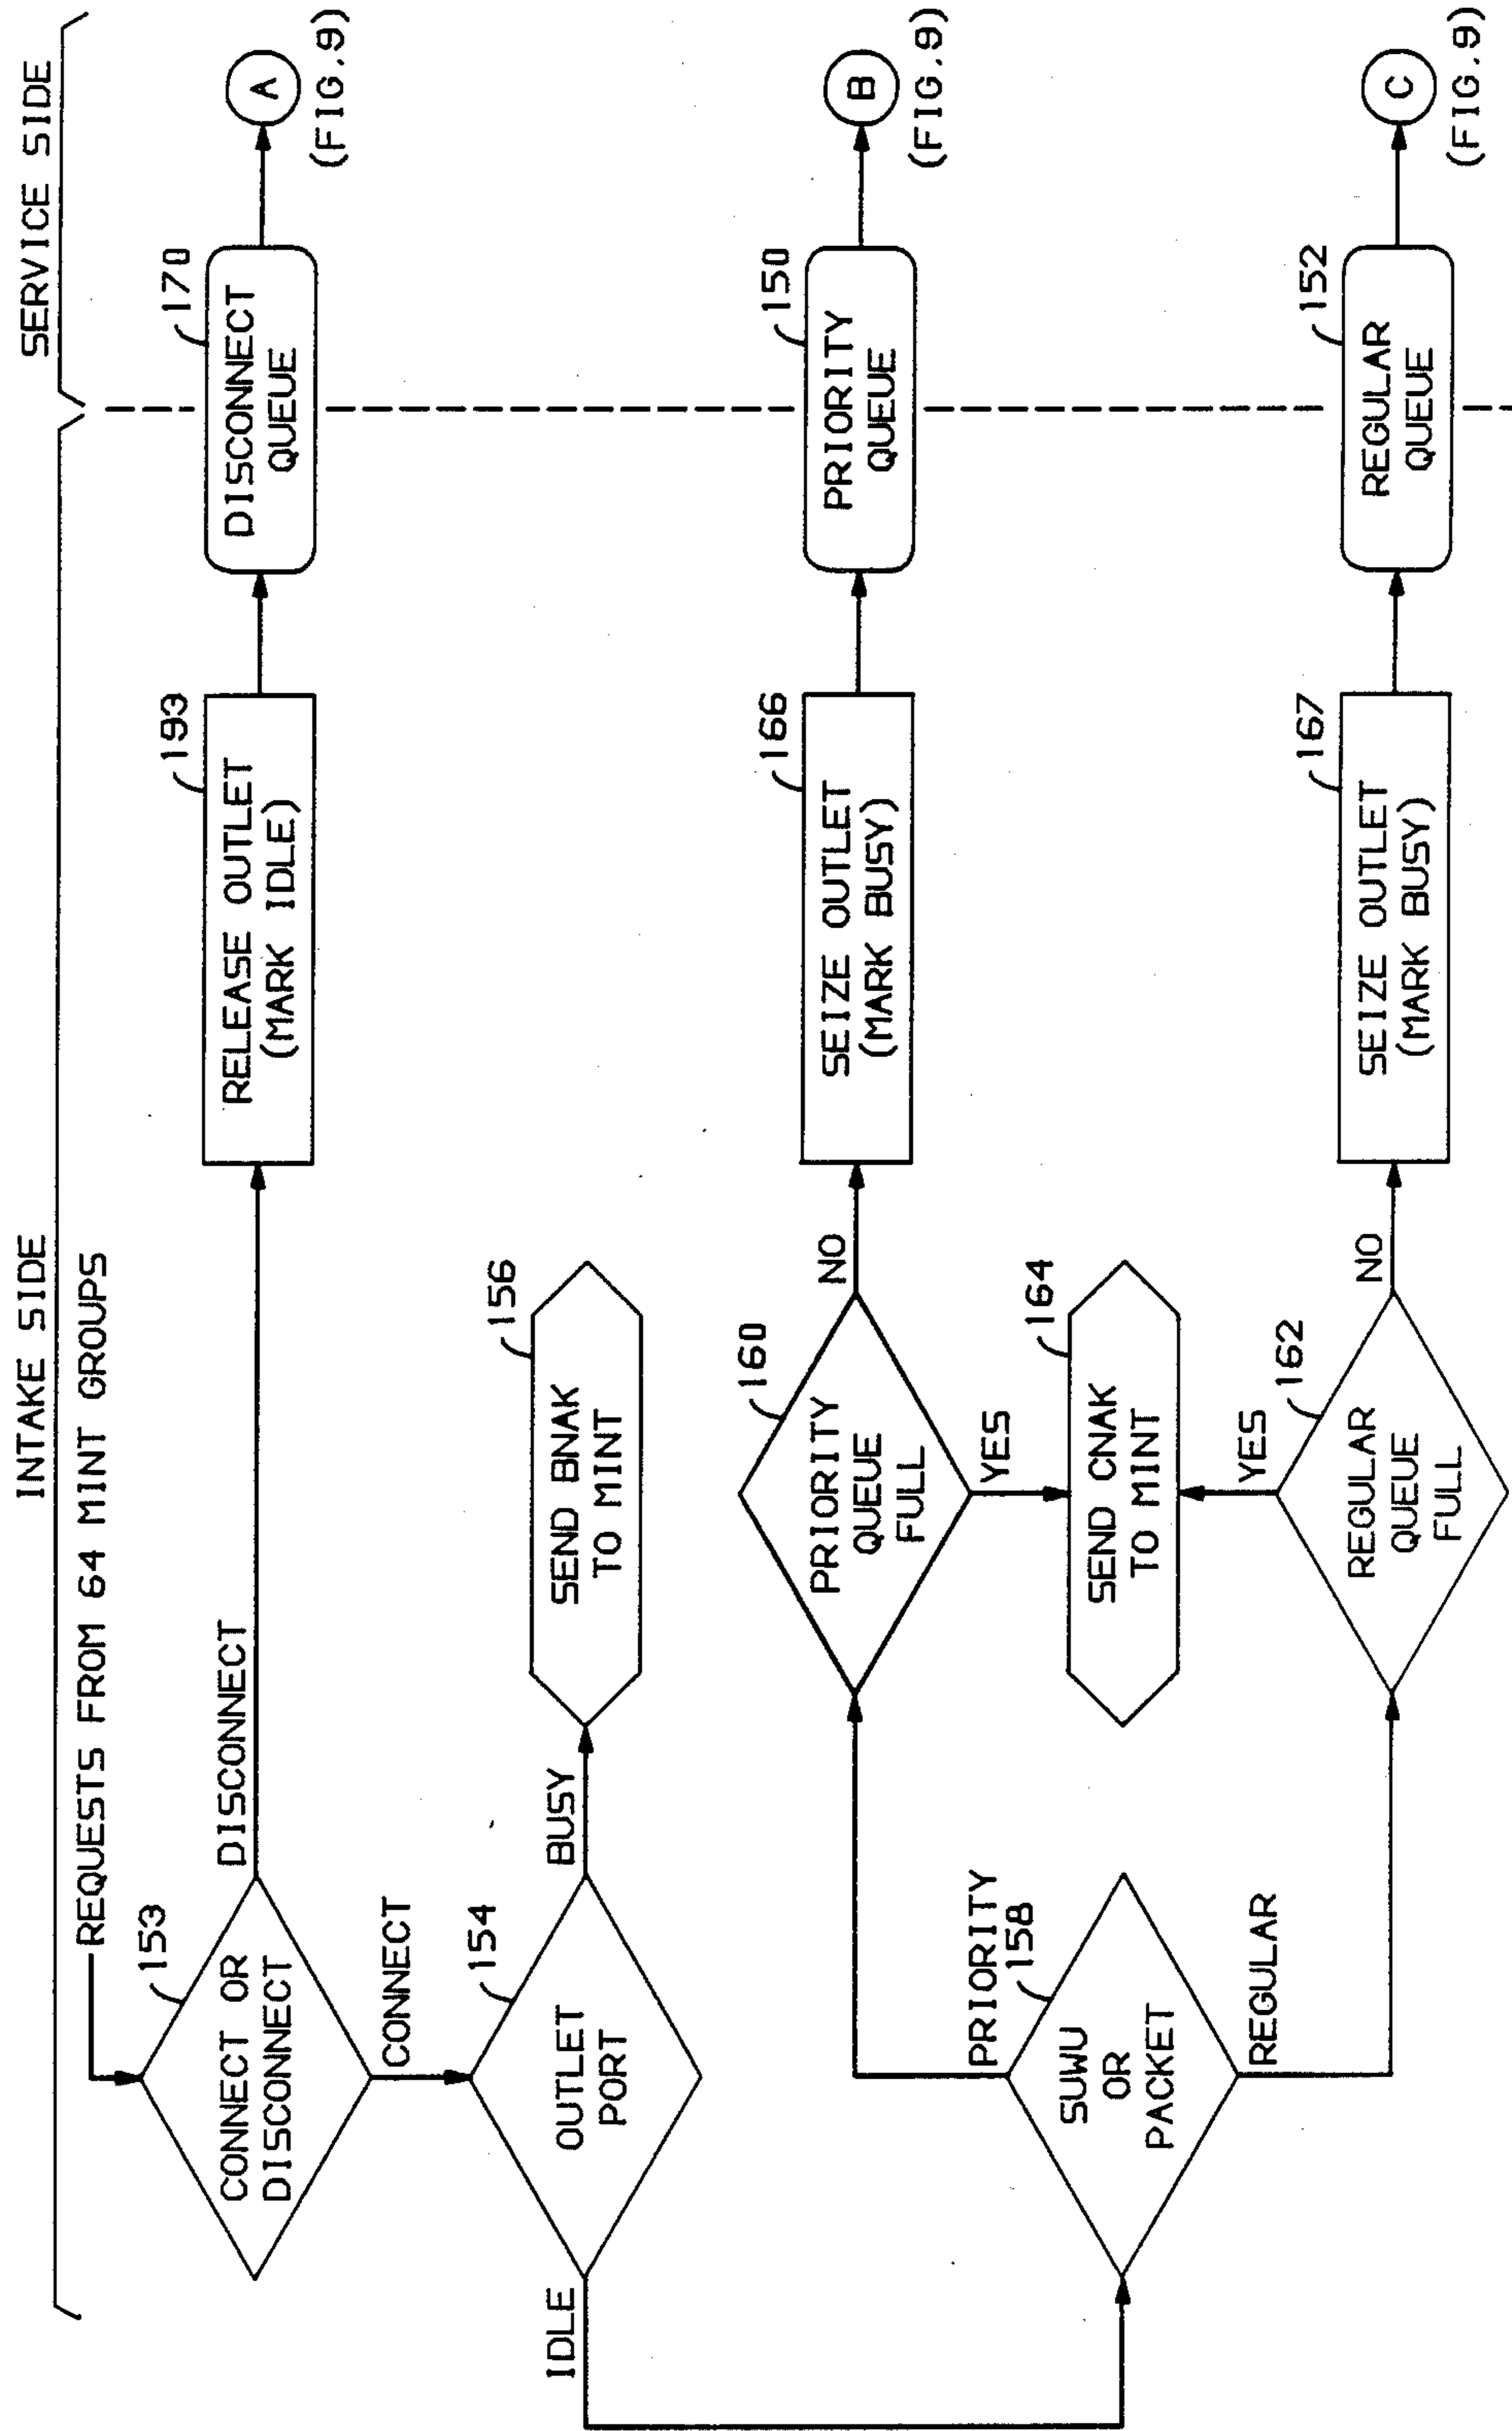 INTAKE SIDE
SERVICE SIDE
REQUESTS FROM 64 MINT GROUPS
153
CONNECT OR
DISCONNECT
DISCONNECT
193
RELEASE OUTLET
(MARK IDLE)
170
DISCONNECT
QUEUE
A
(FIG.9)
CONNECT
154
OUTLET
PORT
BUSY
156
SEND BNAK
TO MINT
IDLE
PRIORITY
158
SUWU
OR
PACKET
REGULAR
160
PRIORITY
QUEUE
FULL
NO
166
SEIZE OUTLET
(MARK BUSY)
150
PRIORITY
QUEUE
B
(FIG.9)
YES
164
SEND CNAK
TO MINT
YES
162
REGULAR
QUEUE
FULL
NO
167
SEIZE OUTLET
(MARK BUSY)
152
REGULAR
QUEUE
C
(FIG.9)